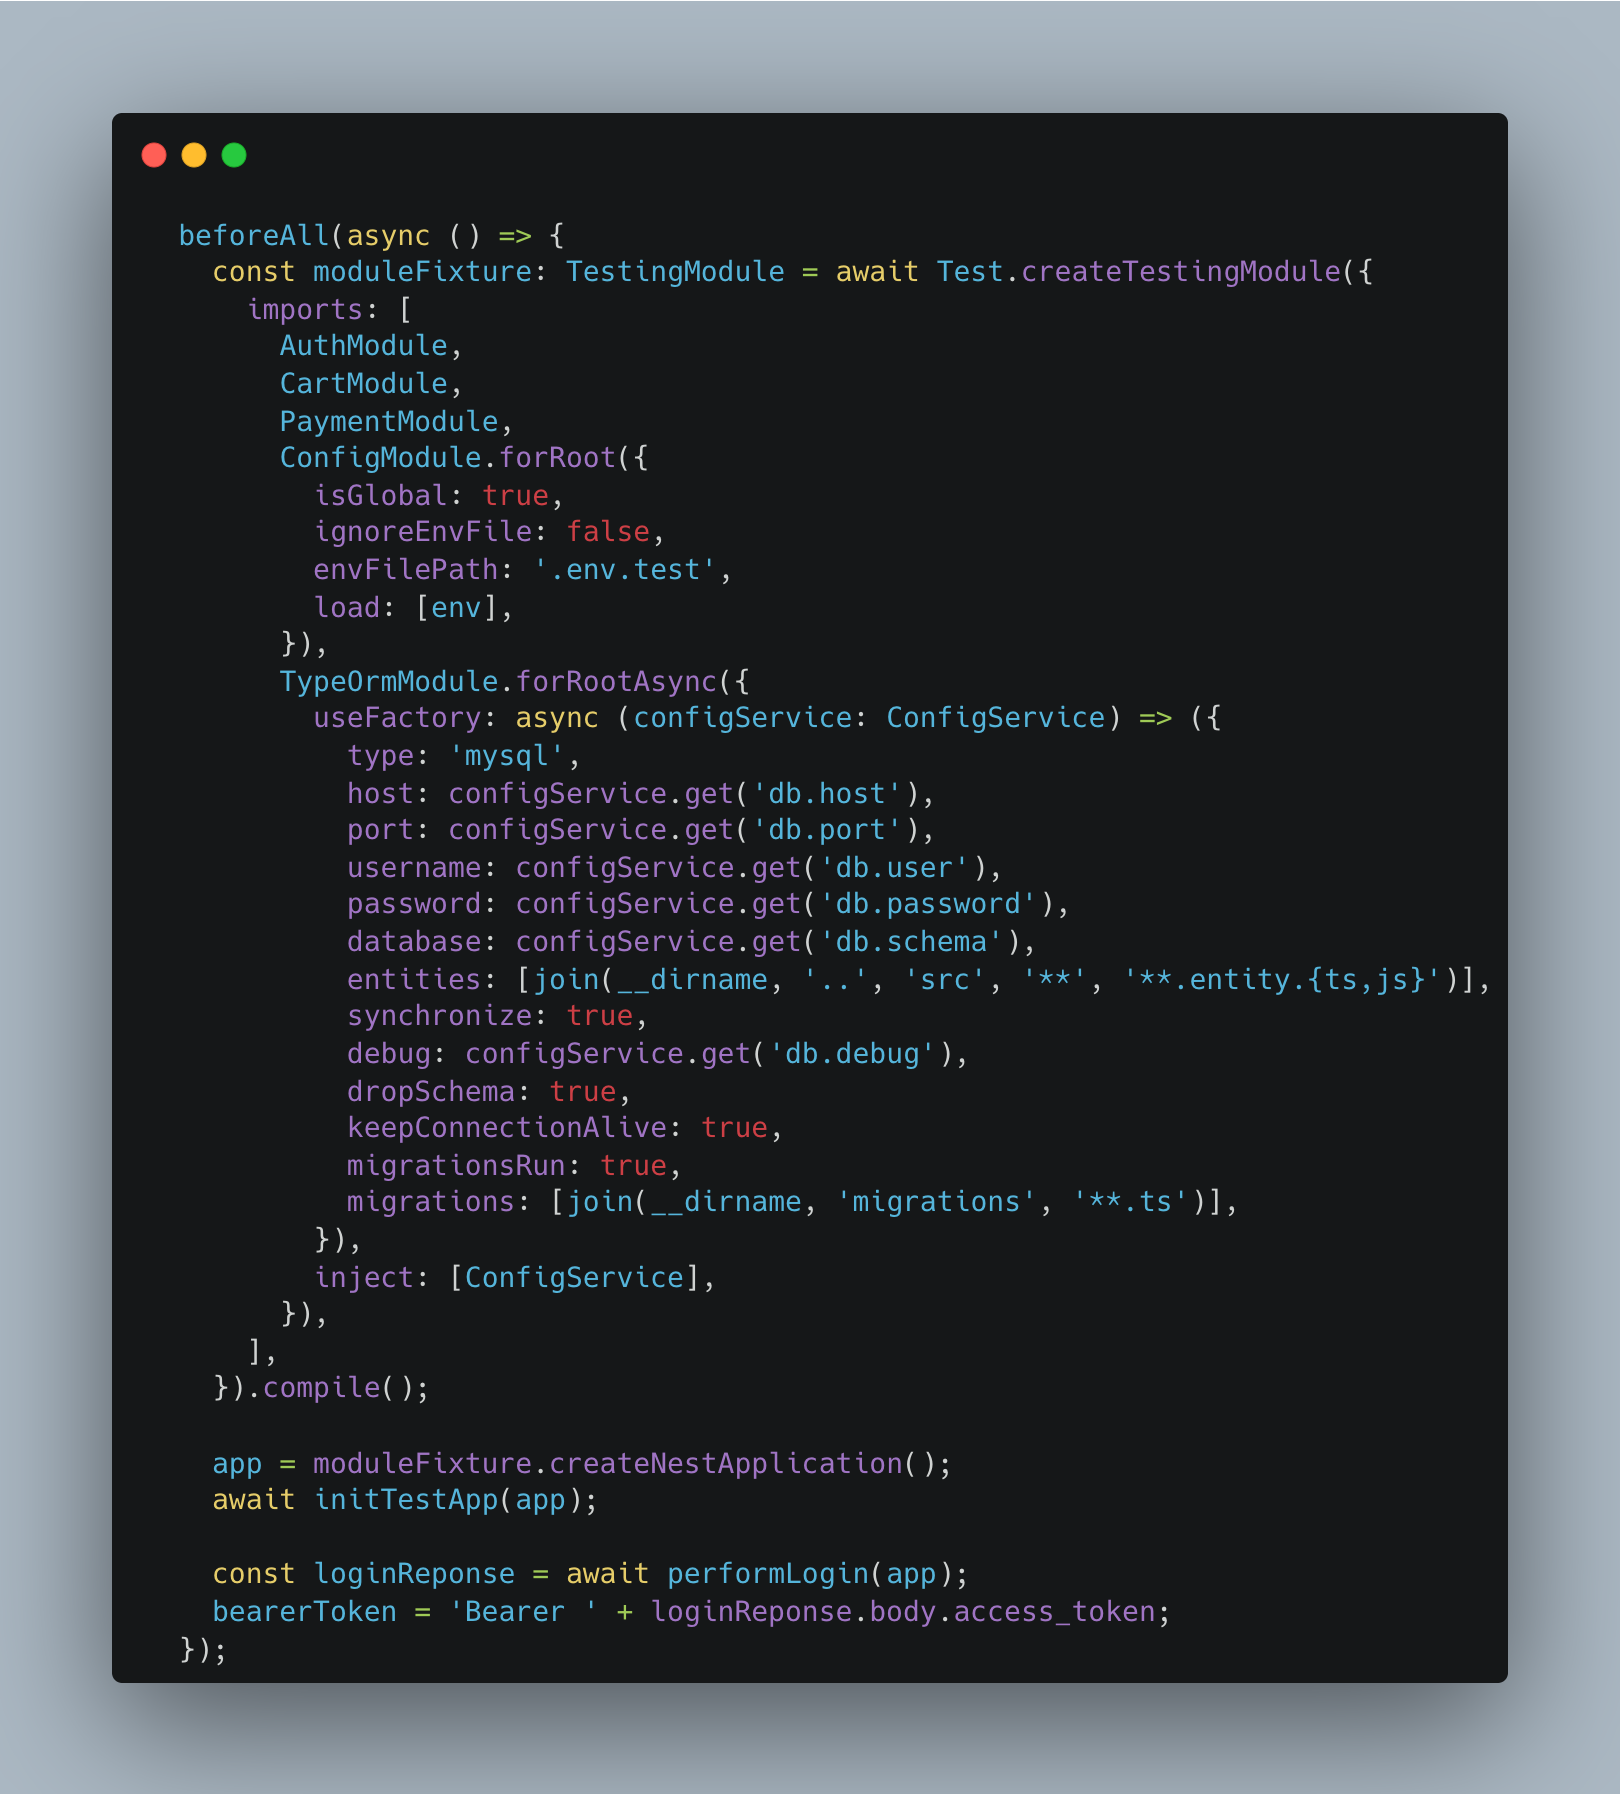 beforeAll(async () => {
  const moduleFixture: TestingModule = await Test.createTestingModule({
    imports: [
      AuthModule,
      CartModule,
      PaymentModule,
      ConfigModule.forRoot({
        isGlobal: true,
        ignoreEnvFile: false,
        envFilePath: '.env.test',
        load: [env],
      }),
      TypeOrmModule.forRootAsync({
        useFactory: async (configService: ConfigService) => ({
          type: 'mysql',
          host: configService.get('db.host'),
          port: configService.get('db.port'),
          username: configService.get('db.user'),
          password: configService.get('db.password'),
          database: configService.get('db.schema'),
          entities: [join(__dirname, '..', 'src', '**', '**.entity.{ts,js}')],
          synchronize: true,
          debug: configService.get('db.debug'),
          dropSchema: true,
          keepConnectionAlive: true,
          migrationsRun: true,
          migrations: [join(__dirname, 'migrations', '**.ts')],
        }),
        inject: [ConfigService],
      }),
    ],
  }).compile();

  app = moduleFixture.createNestApplication();
  await initTestApp(app);

  const loginReponse = await performLogin(app);
  bearerToken = 'Bearer ' + loginReponse.body.access_token;
});